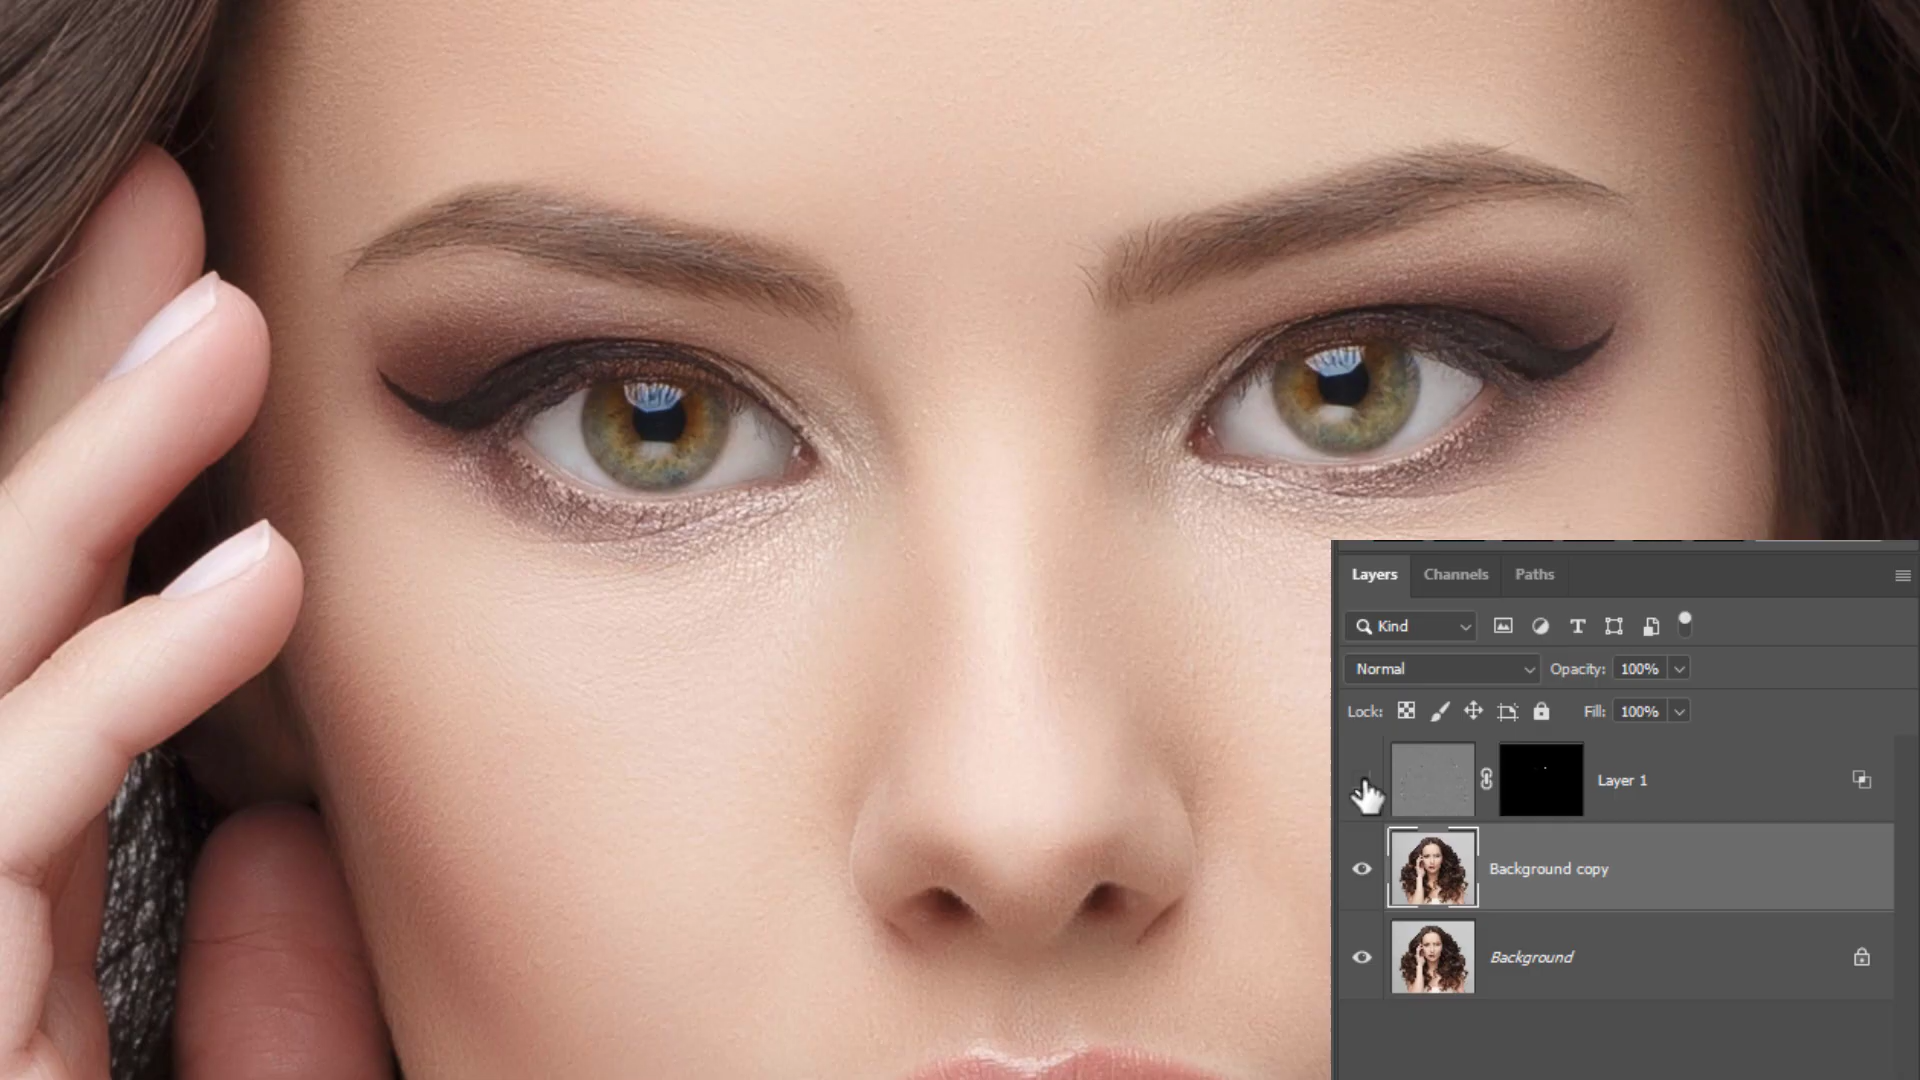 Layers Channels Paths
Kind
Normal Opacity: 100%
Lock: Fill: 100%
Layer 1
Background copy
Background